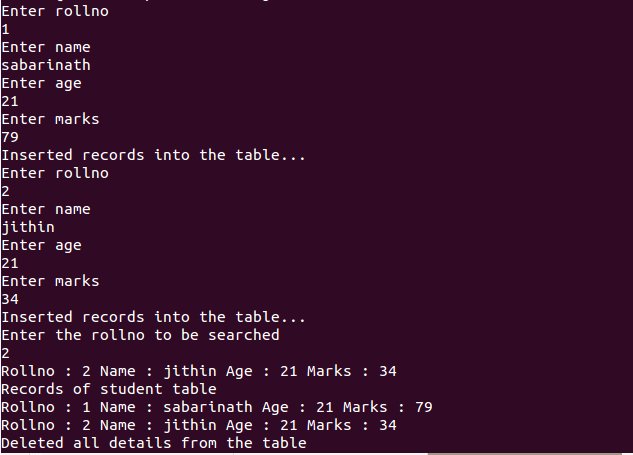 Enter rollno
1
Enter name
sabarinath
Enter age
21
Enter marks
79
Inserted records into the table...
Enter rollno
2
Enter name
jithin
Enter age
21
Enter marks
34
Inserted records into the table...
Enter the rollno to be searched
2
Rollno : 2 Name : jithin Age : 21 Marks : 34
Records of student table
Rollno : 1 Name : sabarinath Age : 21 Marks : 79
Rollno : 2 Name : jithin Age : 21 Marks : 34
Deleted all details from the table